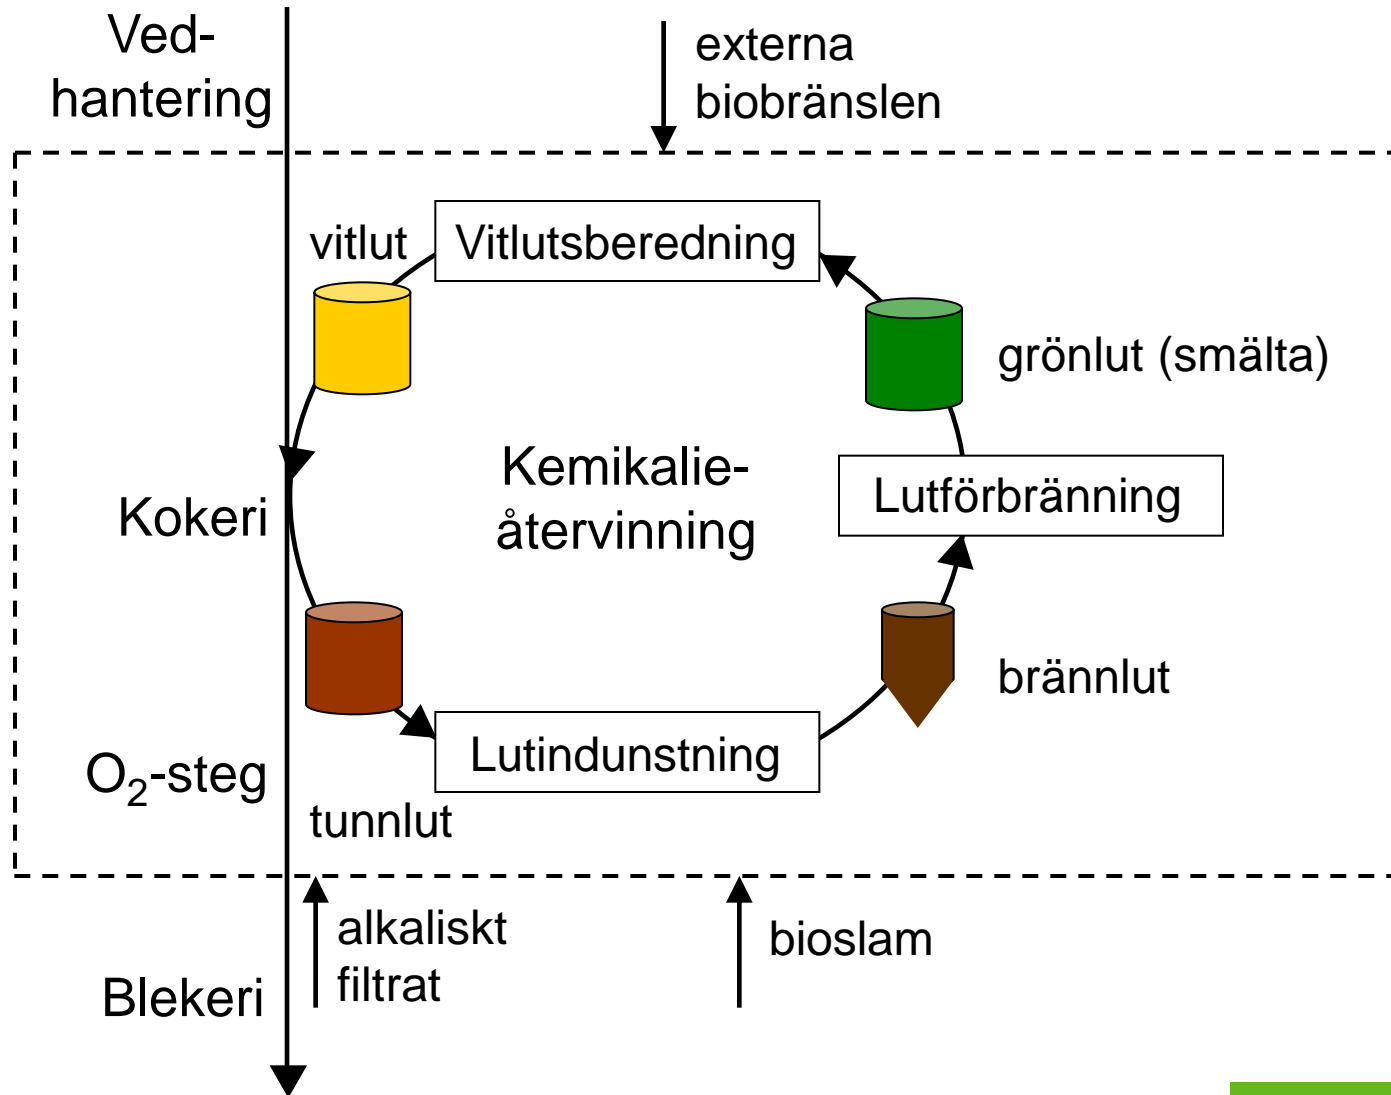 Ved-
hantering
externa
biobränslen
vitlut
Vitlutsberedning
grönlut (smälta)
Kemikalie-
återvinning
Lutförbränning
Kokeri
brännlut
Lutindunstning
O₂-steg
tunnlut
alkaliskt
filtrat
bioslam
Blekeri